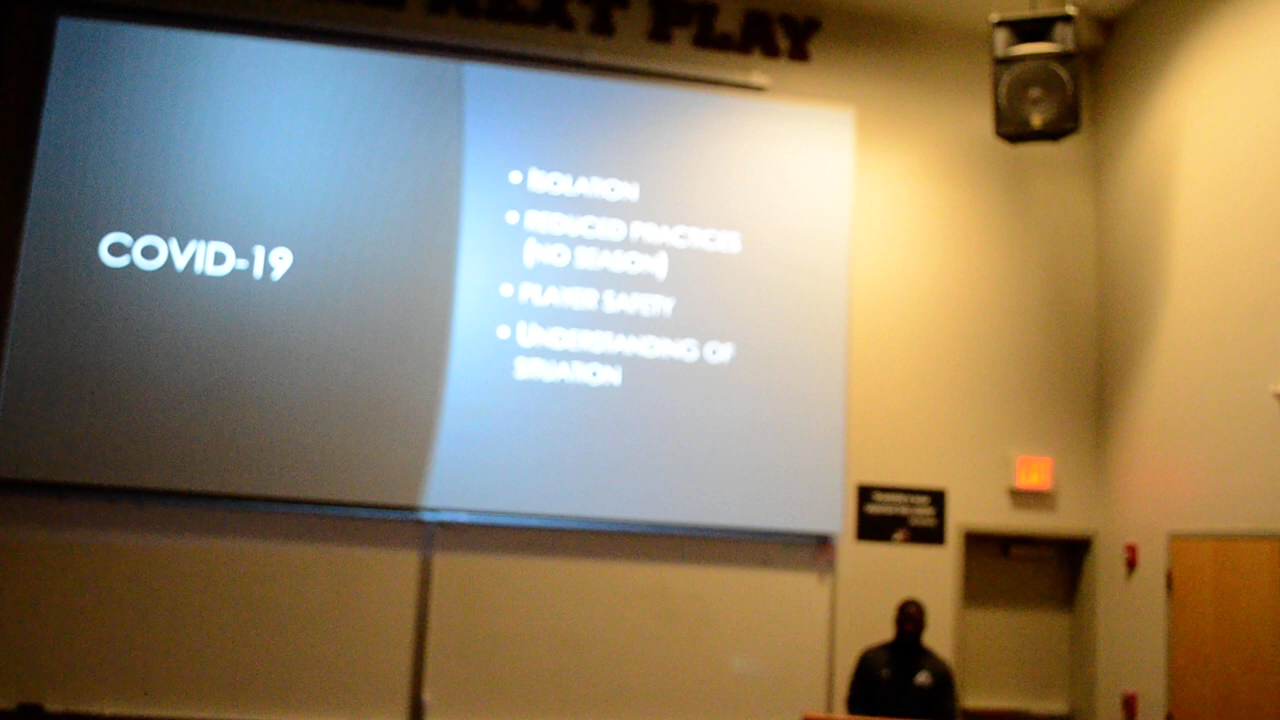 NEXT PLAY
COVID-19
• ISOLATION
• REDUCED PRACTICES
(NO SEASON)
• PLAYER SAFETY
• UNDERSTANDING OF
SITUATION
EXIT